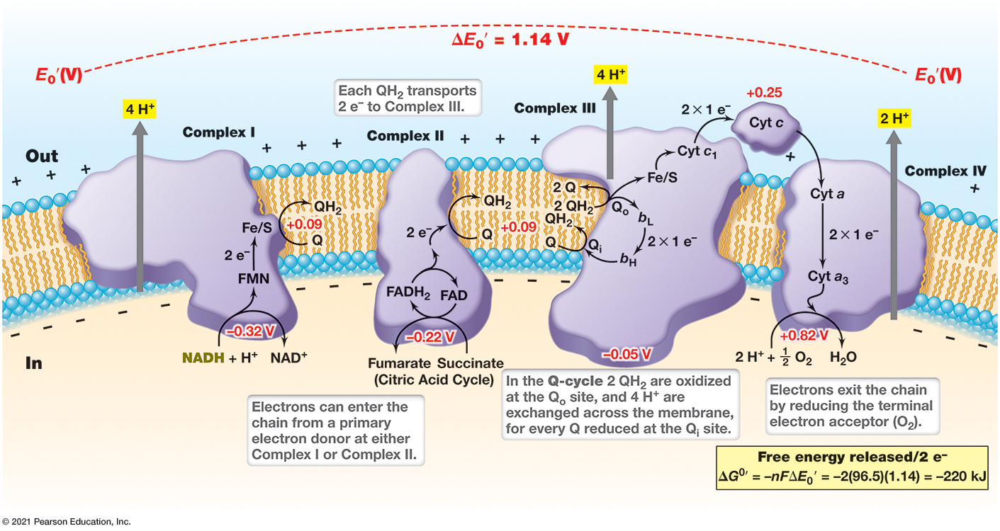 ΔE₀′ = 1.14 V
E₀′(V)
E₀′(V)
Each QH₂ transports
2 e⁻ to Complex III.
4 H⁺
4 H⁺
2 H⁺
Complex I
Complex II
Complex III
Complex IV
+0.25
2 × 1 e⁻
Cyt c
Out
+ + +
+ + +
+ + +
+
+
Cyt c₁
Fe/S
2 Q
2 QH₂
Qₒ
QH₂
Q
Qᵢ
b_L
2 × 1 e⁻
b_H
QH₂
+0.09
Q
Fe/S
2 e⁻
FMN
QH₂
2 e⁻
Q
+0.09
FADH₂
FAD
Cyt a
2 × 1 e⁻
Cyt a₃
−0.32 V
NADH + H⁺
NAD⁺
−0.22 V
Fumarate Succinate
(Citric Acid Cycle)
−0.05 V
+0.82 V
2 H⁺ + ½ O₂
H₂O
In
Electrons can enter the
chain from a primary
electron donor at either
Complex I or Complex II.
In the Q-cycle 2 QH₂ are oxidized
at the Qₒ site, and 4 H⁺ are
exchanged across the membrane,
for every Q reduced at the Qᵢ site.
Electrons exit the chain
by reducing the terminal
electron acceptor (O₂).
Free energy released/2 e⁻
ΔG⁰′ = −nFΔE₀′ = −2(96.5)(1.14) = −220 kJ
© 2021 Pearson Education, Inc.